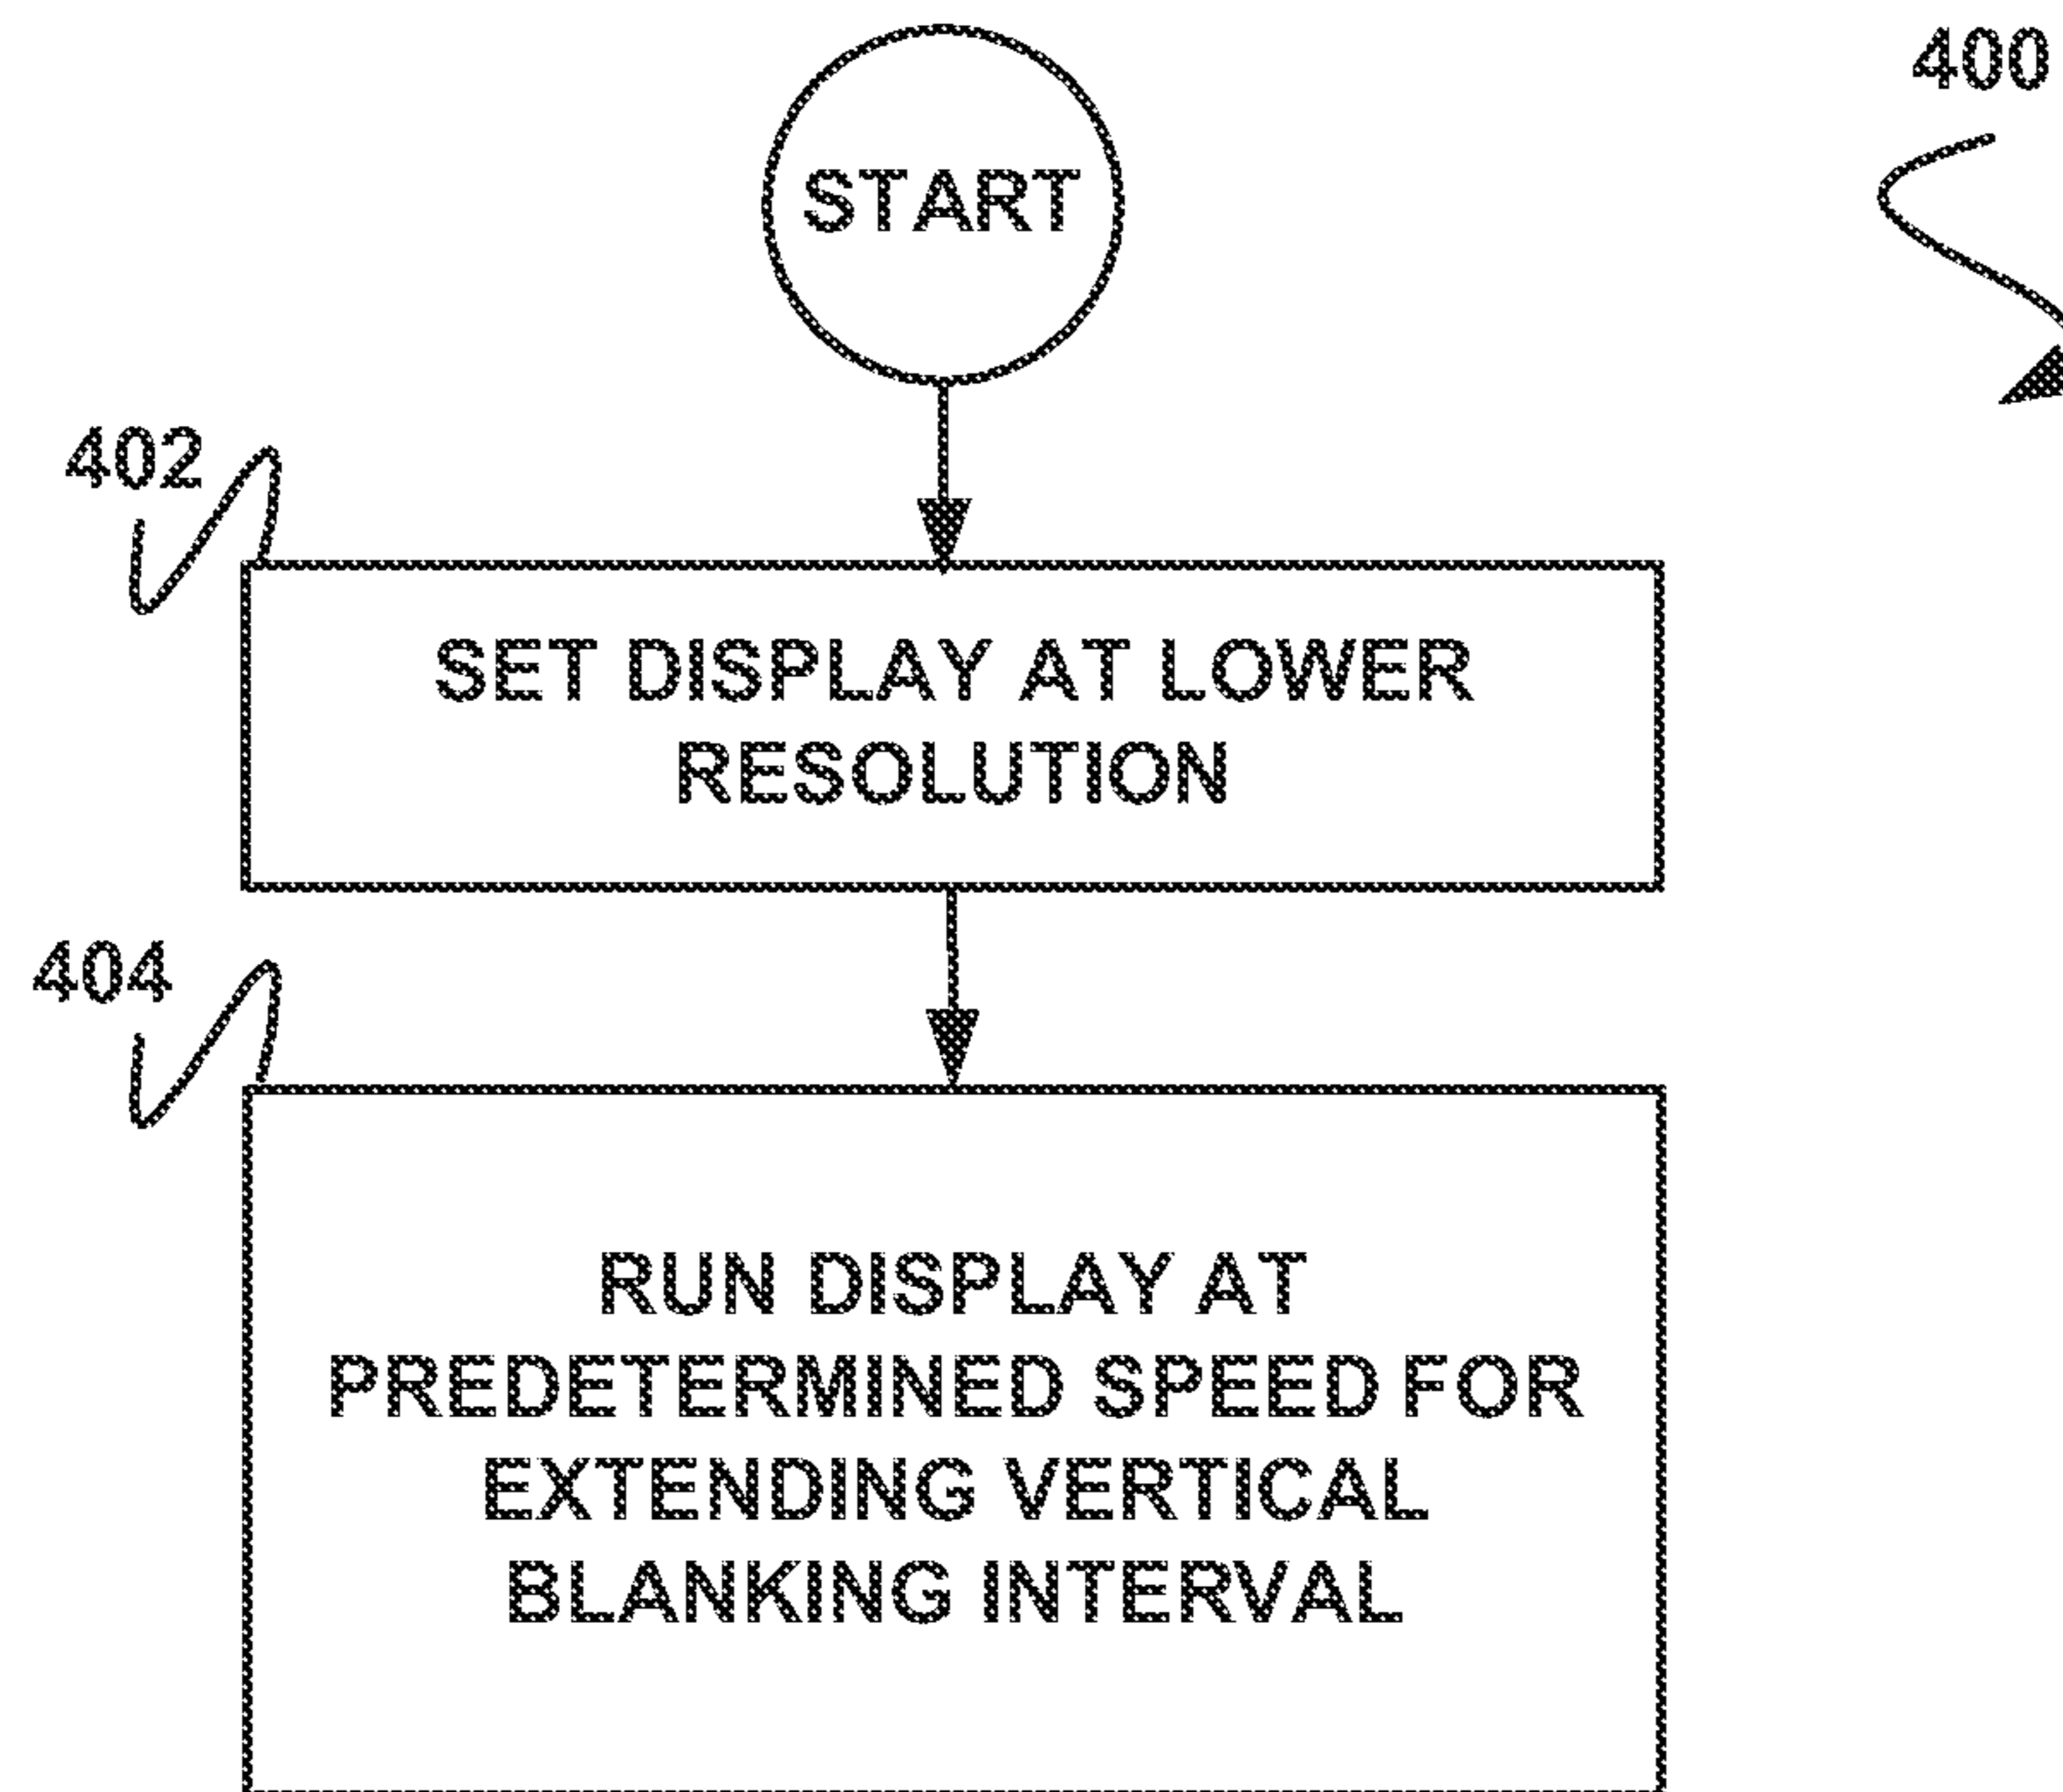 400
START
402
SET DISPLAY AT LOWER
RESOLUTION
404
RUN DISPLAY AT
PREDETERMINED SPEED FOR
EXTENDING VERTICAL
BLANKING INTERVAL